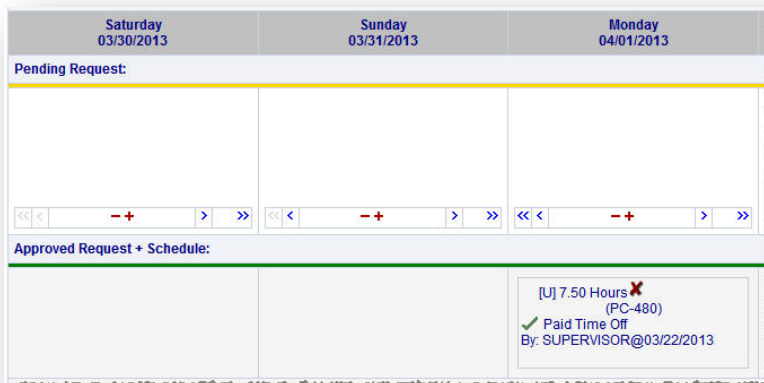 Saturday
03/30/2013
Sunday
03/31/2013
Monday
04/01/2013
Pending Request:
<< < - + > >>
<< < - + > >>
<< < - + > >>
Approved Request + Schedule:
[U] 7.50 Hours
(PC-480)
Paid Time Off
By: SUPERVISOR@03/22/2013